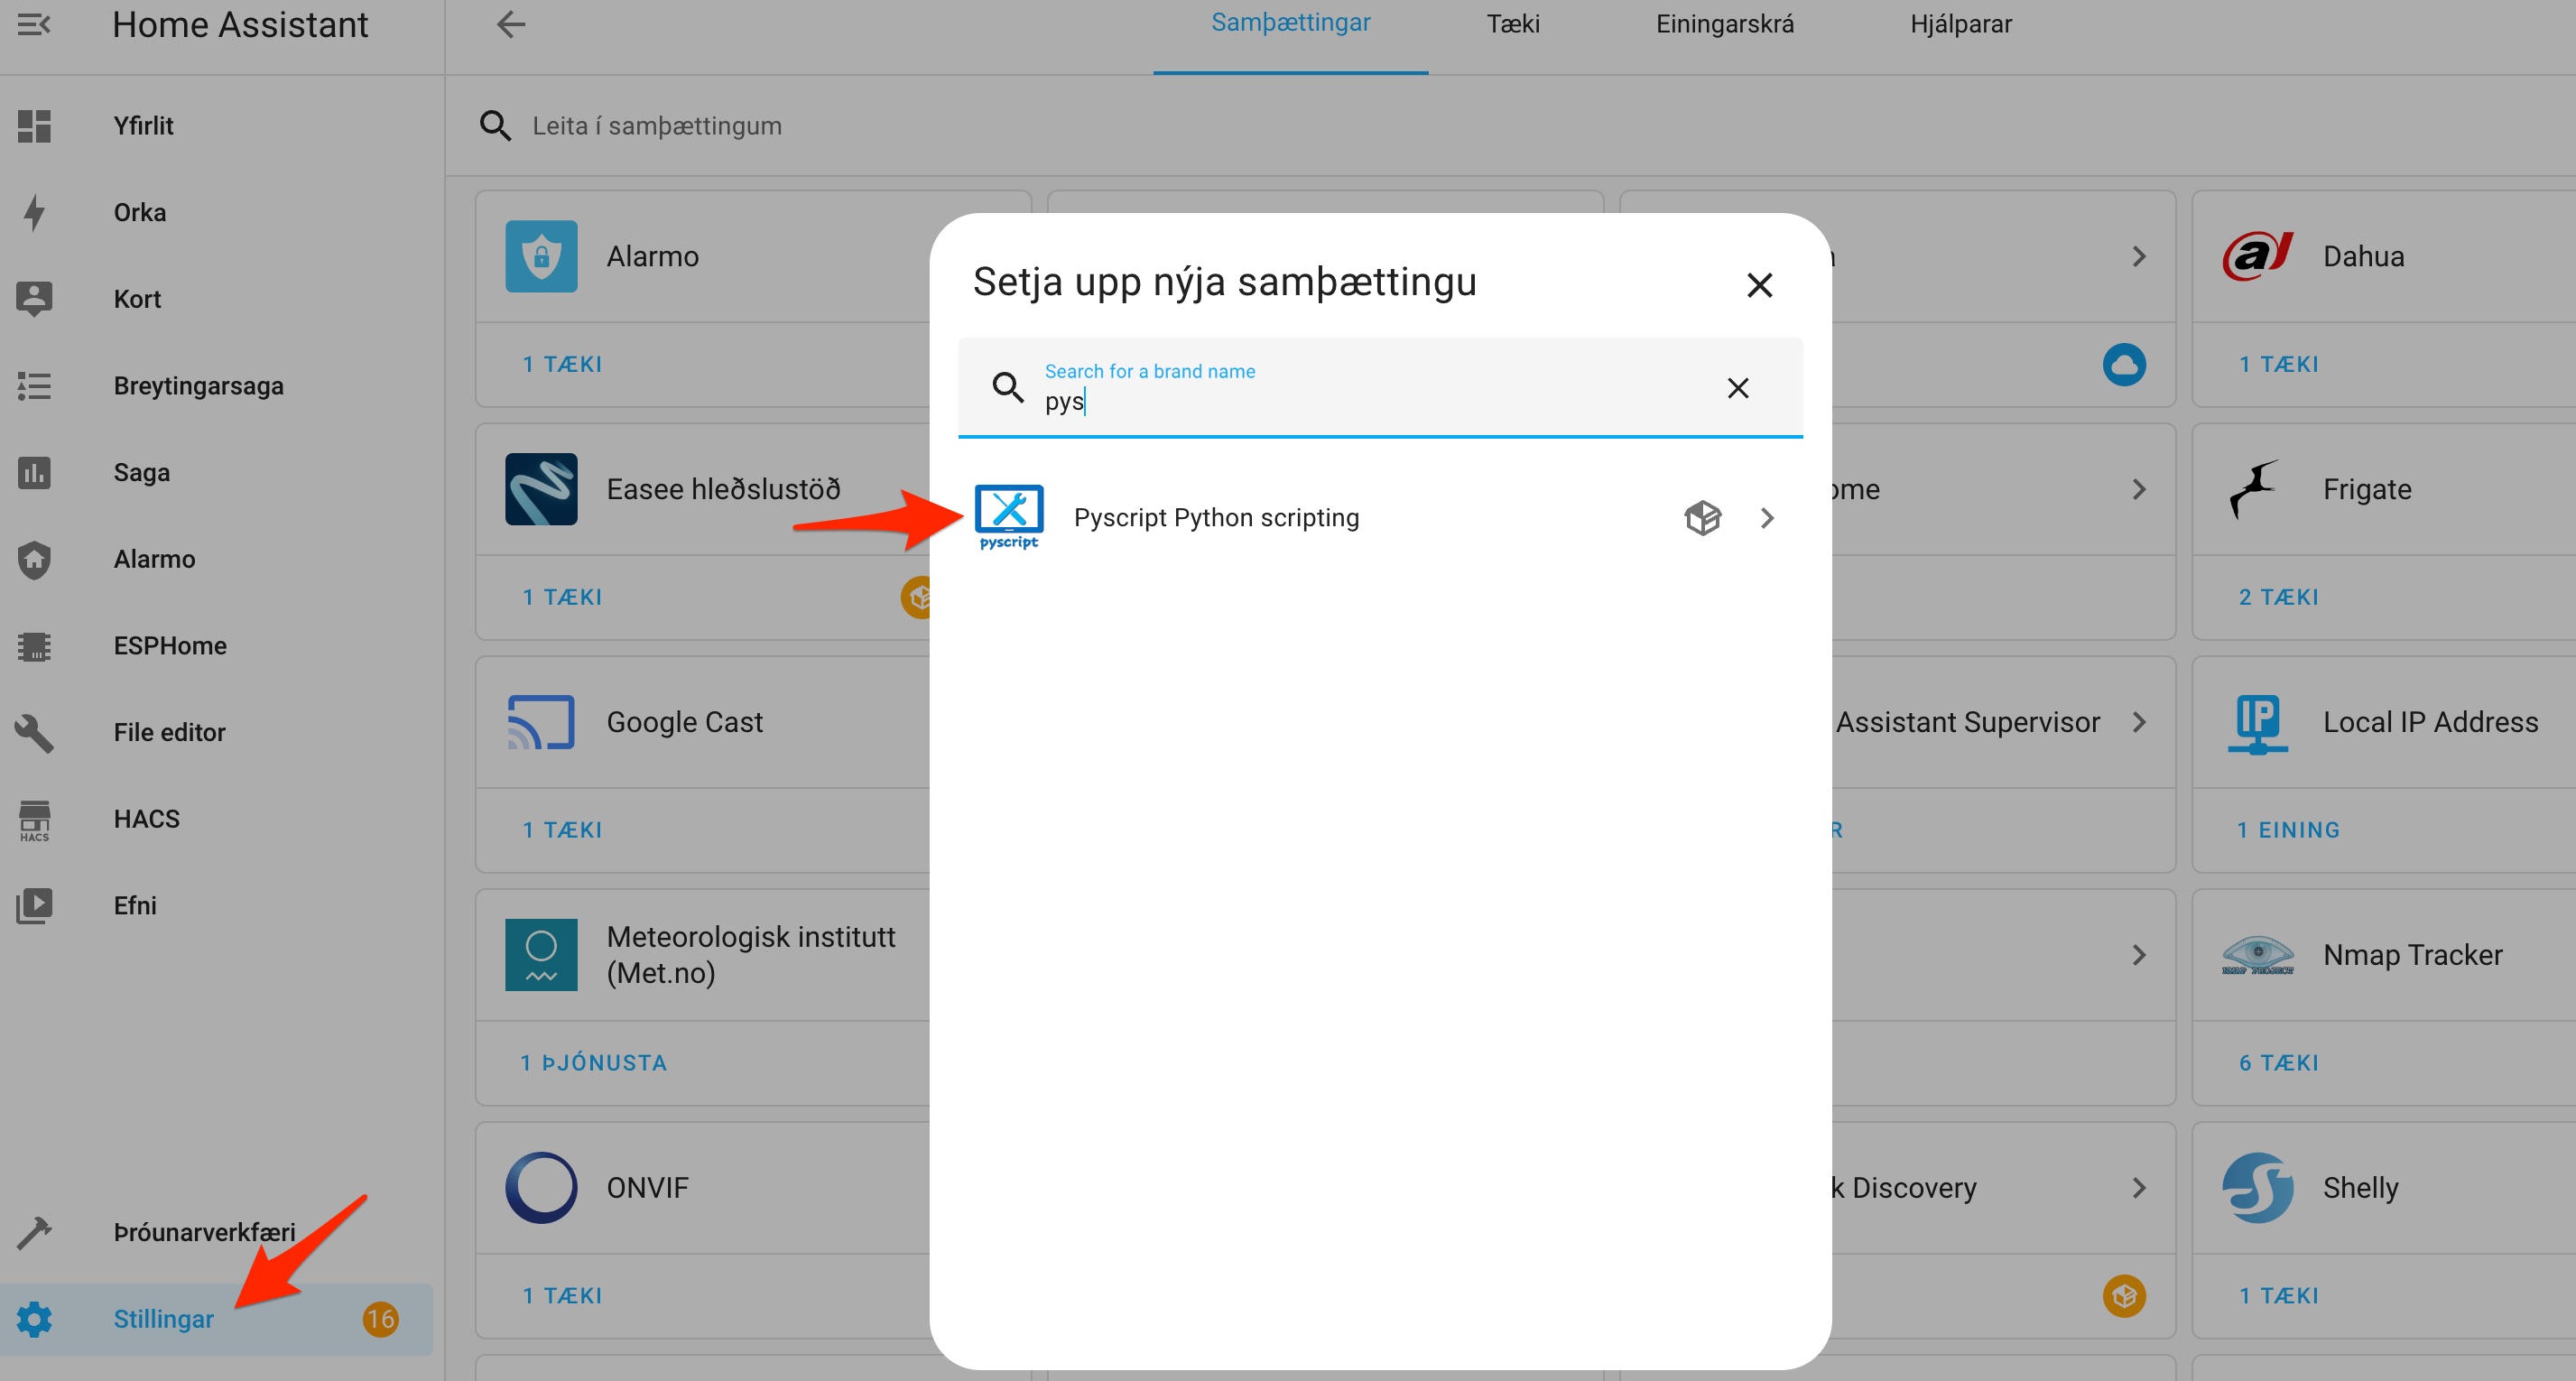 Home Assistant
Samþættingar
Tæki
Einingarskrá
Hjálparar
Yfirlit
Orka
Kort
Breytingarsaga
Saga
Alarmo
ESPHome
File editor
HACS
HACS
Efni
Þróunarverkfæri
Stillingar
16
Leita í samþættingum
Alarmo
1 TÆKI
Dahua
1 TÆKI
Easee hleðslustöð
1 TÆKI
ome
Frigate
2 TÆKI
Google Cast
1 TÆKI
Assistant Supervisor
R
IP
Local IP Address
1 EINING
Meteorologisk institutt
(Met.no)
1 ÞJÓNUSTA
NMAP PROJECT
Nmap Tracker
6 TÆKI
ONVIF
1 TÆKI
k Discovery
Shelly
1 TÆKI
Setja upp nýja samþættingu
Search for a brand name
pys
pyscript
Pyscript Python scripting